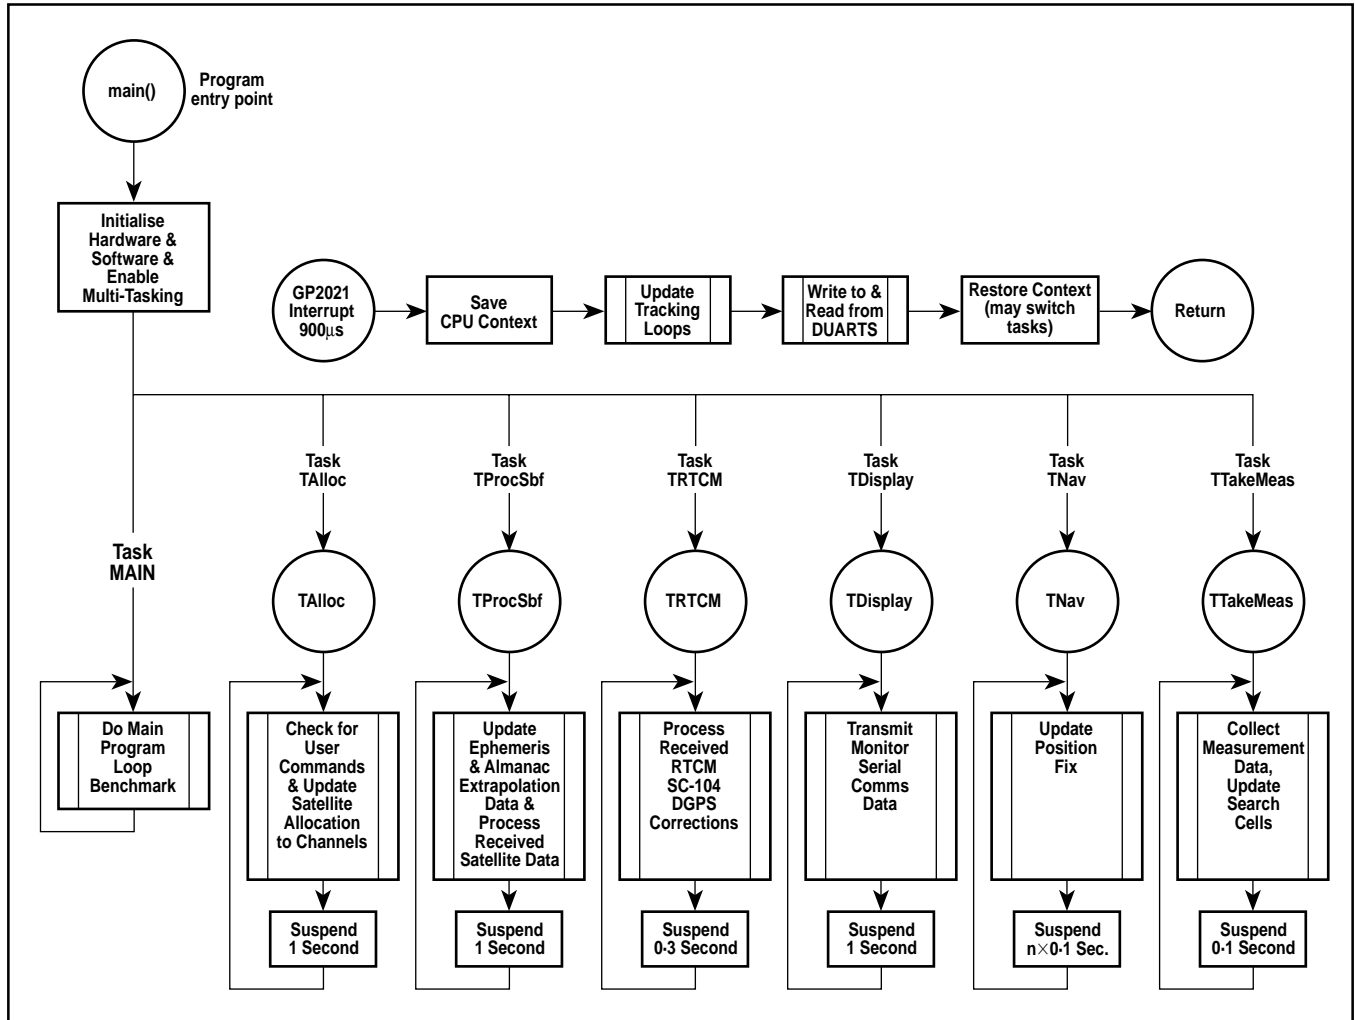 main()
Program
entry point
Initialise
Hardware &
Software &
Enable
Multi-Tasking
GP2021
Interrupt
900µs
Save
CPU Context
Update
Tracking
Loops
Write to &
Read from
DUARTS
Restore Context
(may switch
tasks)
Return
Task
MAIN
Task
TAlloc
Task
TProcSbf
Task
TRTCM
Task
TDisplay
Task
TNav
Task
TTakeMeas
TAlloc
TProcSbf
TRTCM
TDisplay
TNav
TTakeMeas
Do Main
Program
Loop
Benchmark
Check for
User
Commands
& Update
Satellite
Allocation
to Channels
Update
Ephemeris
& Almanac
Extrapolation
Data &
Process
Received
Satellite Data
Process
Received
RTCM
SC-104
DGPS
Corrections
Transmit
Monitor
Serial
Comms
Data
Update
Position
Fix
Collect
Measurement
Data,
Update
Search
Cells
Suspend
1 Second
Suspend
1 Second
Suspend
0·3 Second
Suspend
1 Second
Suspend
n×0·1 Sec.
Suspend
0·1 Second